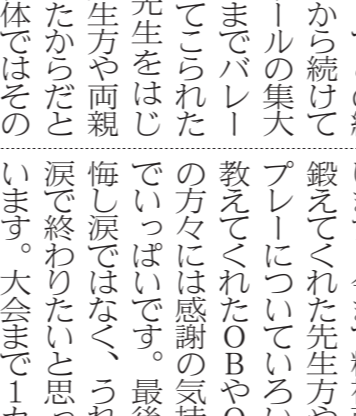 から続けて
ールの集大
までバレー
てこられた
先生をはじ
生方や両親
たからだと
体ではその
鍛えてくれた先生方や
プレーについていろい
教えてくれたOBやO
の方々には感謝の気持
でいっぱいです。最後
悔し涙ではなく、うれ
涙で終わりたいと思っ
います。大会まで1カ